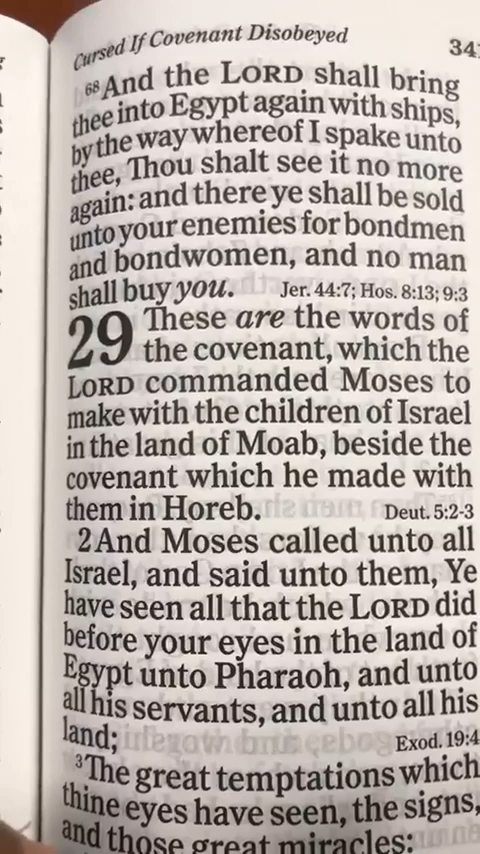 Cursed If Covenant Disobeyed 34
68 And the LORD shall bring
thee into Egypt again with ships,
by the way whereof I spake unto
thee, Thou shalt see it no more
again: and there ye shall be sold
unto your enemies for bondmen
and bondwomen, and no man
shall buy you. Jer. 44:7; Hos. 8:13; 9:3
29 These are the words of
the covenant, which the
LORD commanded Moses to
make with the children of Israel
in the land of Moab, beside the
covenant which he made with
them in Horeb. Deut. 5:2-3
2 And Moses called unto all
Israel, and said unto them, Ye
have seen all that the LORD did
before your eyes in the land of
Egypt unto Pharaoh, and unto
all his servants, and unto all his
land; Exod. 19:4
3 The great temptations which
thine eyes have seen, the signs,
and those great miracles: